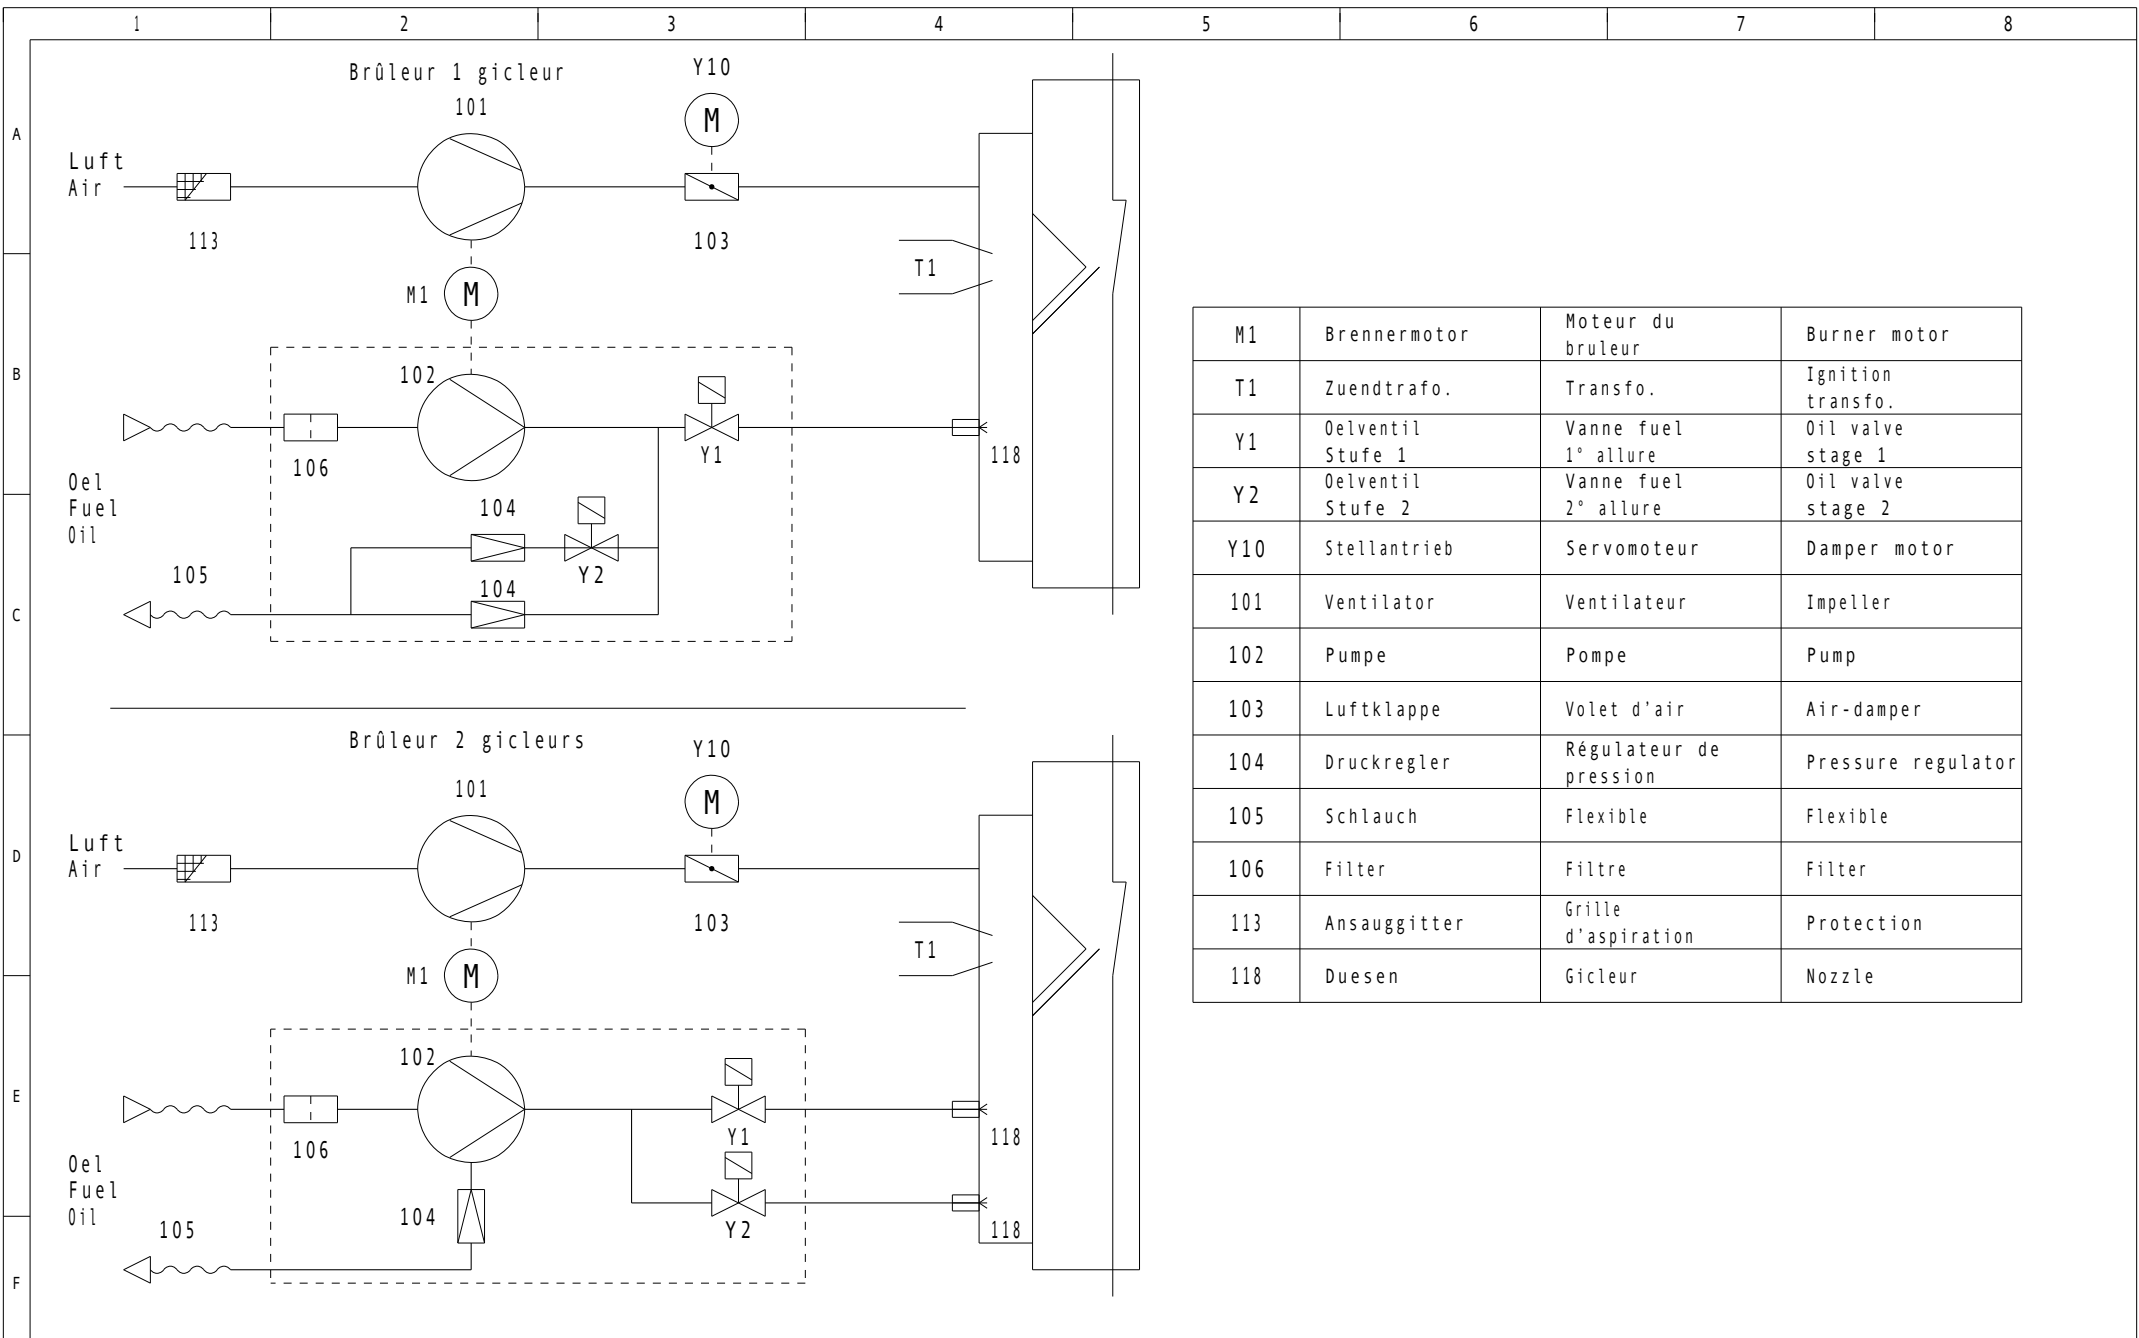 1 2 3 4 5 6 7 8
Brûleur 1 gicleur
Y10
101
M
A
Luft
Air
113
103
T1
M1
M
B
102
106
Y1
118
Oel
Fuel
Oil
104
Y2
105
104
C
Brûleur 2 gicleurs
Y10
101
M
D
Luft
Air
113
103
T1
M1
M
102
E
106
Y1
118
Oel
Fuel
Oil
104
105
Y2
118
F
M1 Brennermotor Moteur du bruleur Burner motor
T1 Zuendtrafo. Transfo. Ignition transfo.
Y1 Oelventil Stufe 1 Vanne fuel 1° allure Oil valve stage 1
Y2 Oelventil Stufe 2 Vanne fuel 2° allure Oil valve stage 2
Y10 Stellantrieb Servomoteur Damper motor
101 Ventilator Ventilateur Impeller
102 Pumpe Pompe Pump
103 Luftklappe Volet d'air Air-damper
104 Druckregler Régulateur de pression Pressure regulator
105 Schlauch Flexible Flexible
106 Filter Filtre Filter
113 Ansauggitter Grille d'aspiration Protection
118 Duesen Gicleur Nozzle